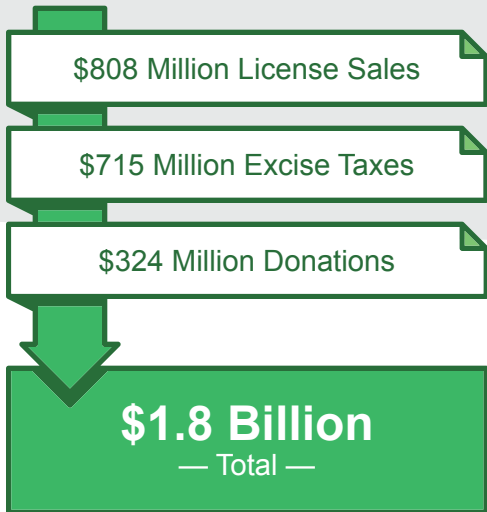 $808 Million License Sales
$715 Million Excise Taxes
$324 Million Donations
$1.8 Billion
— Total —